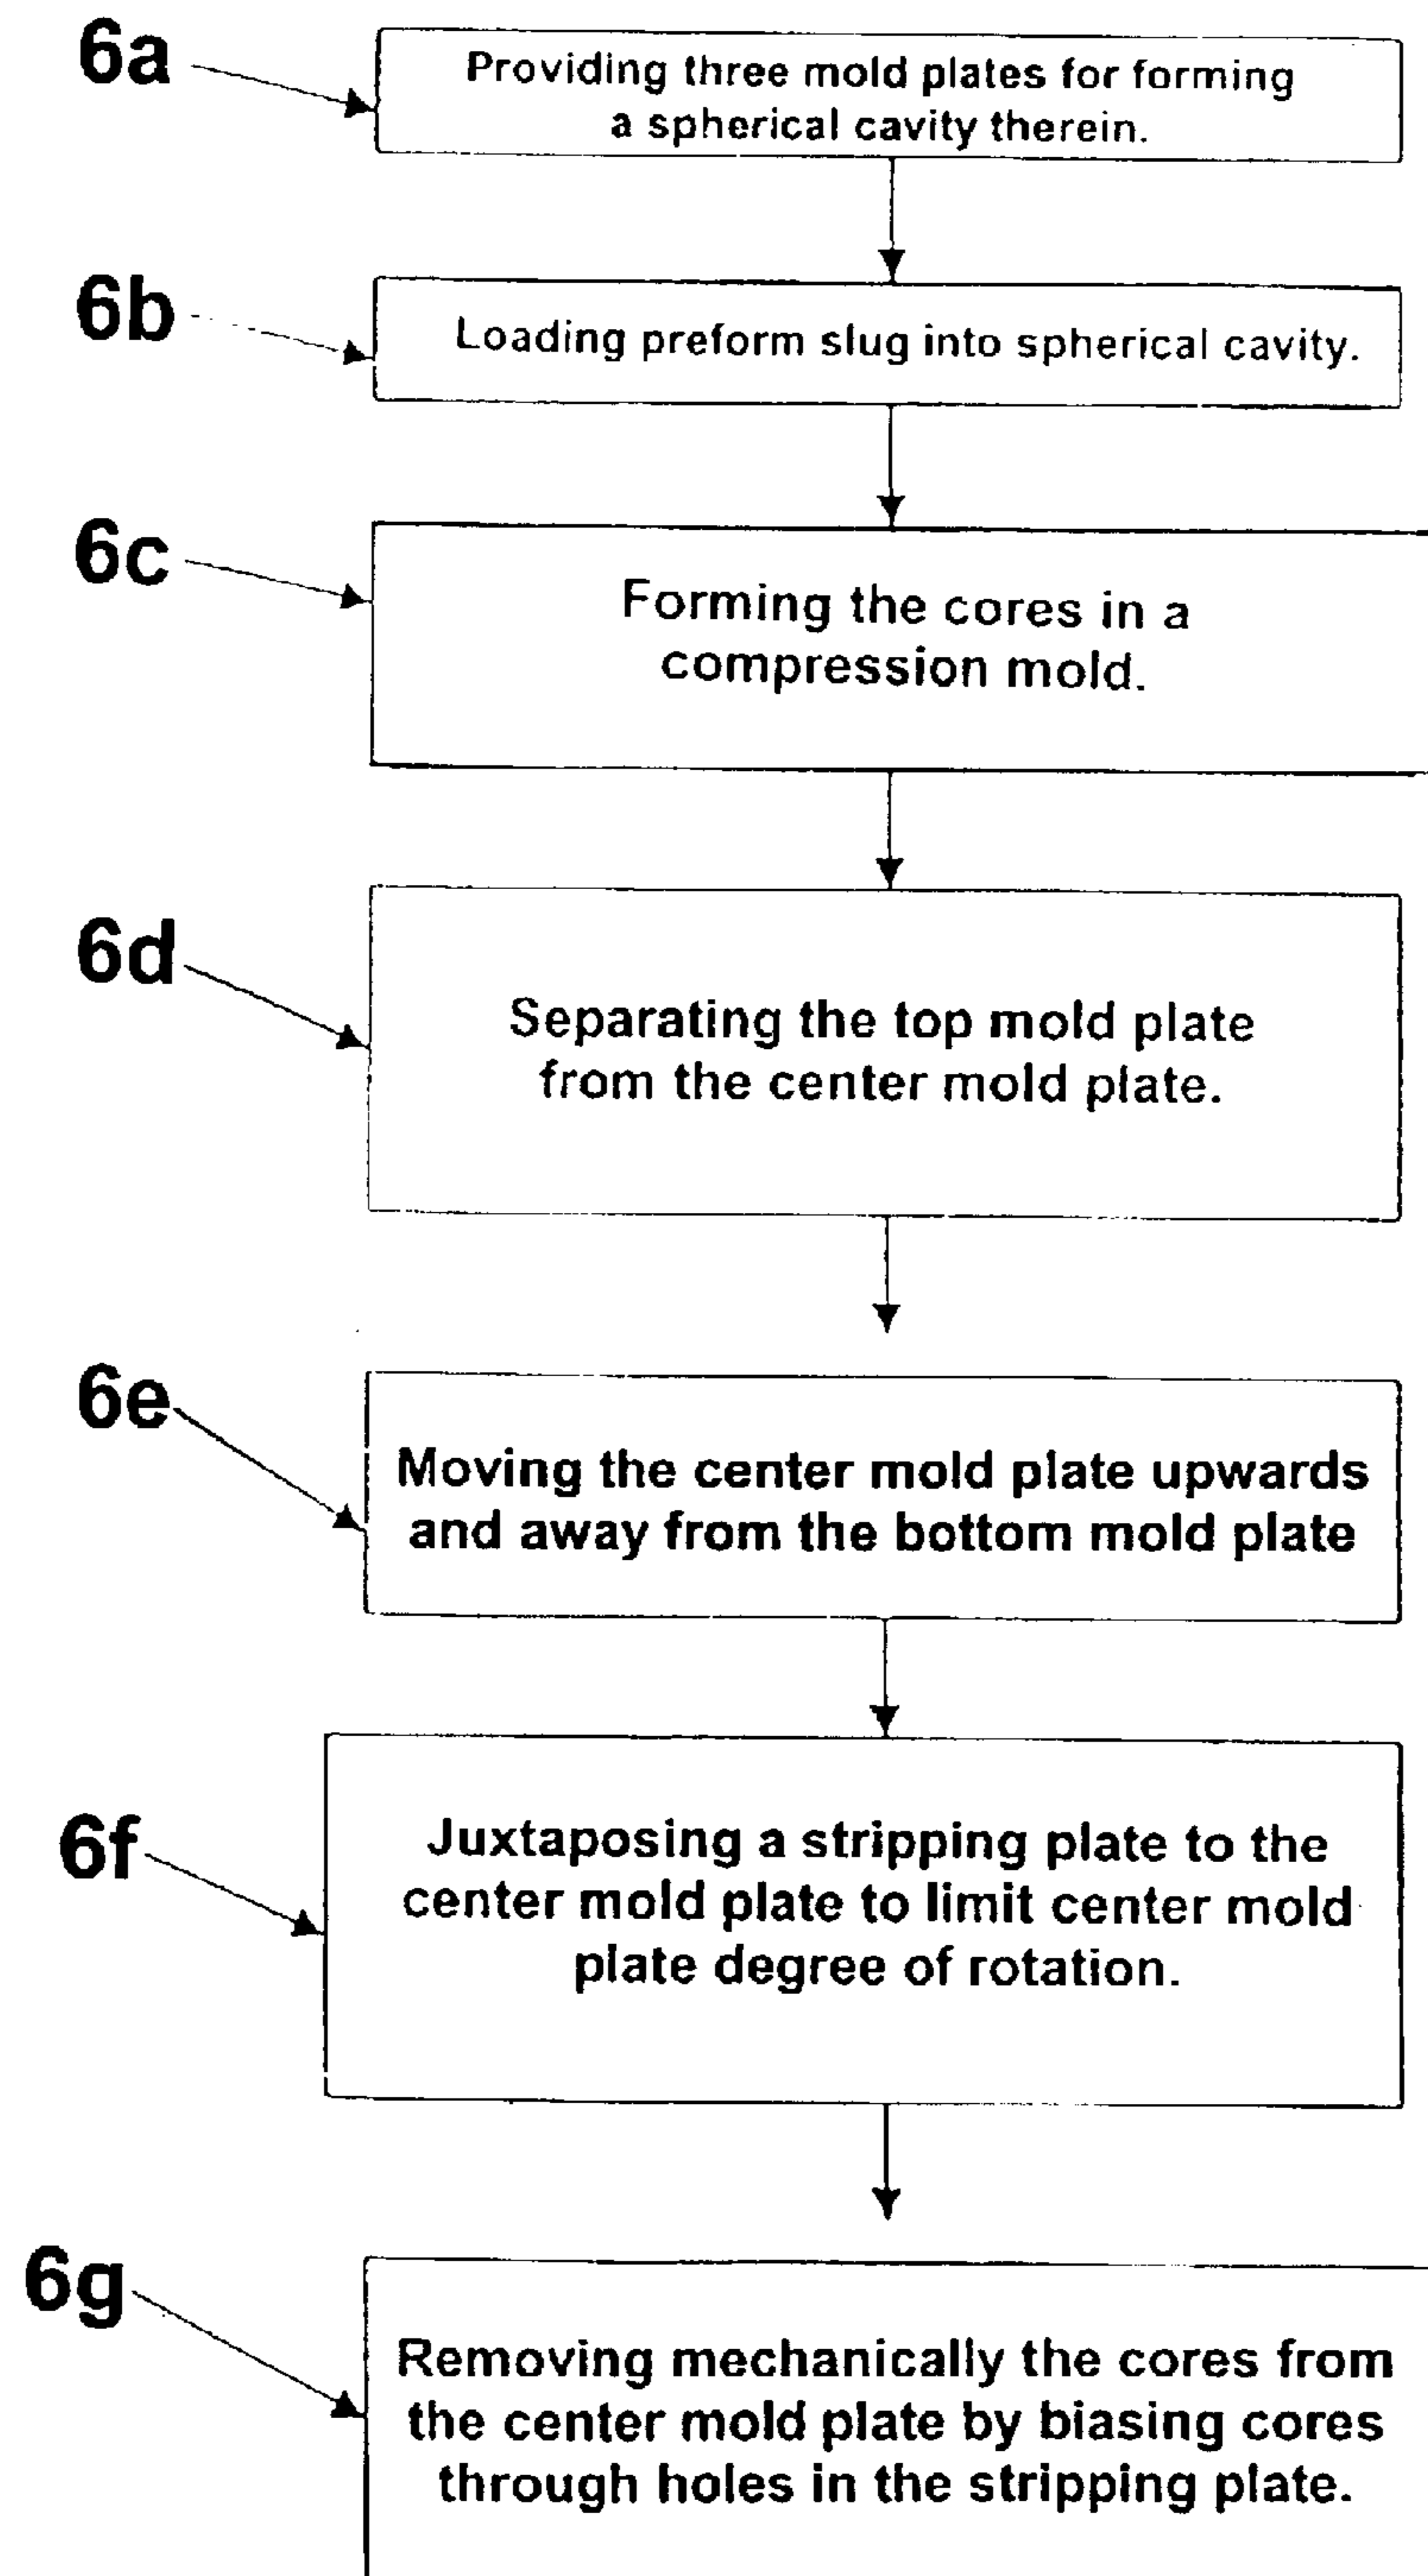 6a
Providing three mold plates for forming
a spherical cavity therein.
6b
Loading preform slug into spherical cavity.
6c
Forming the cores in a
compression mold.
6d
Separating the top mold plate
from the center mold plate.
6e
Moving the center mold plate upwards
and away from the bottom mold plate
6f
Juxtaposing a stripping plate to the
center mold plate to limit center mold
plate degree of rotation.
6g
Removing mechanically the cores from
the center mold plate by biasing cores
through holes in the stripping plate.